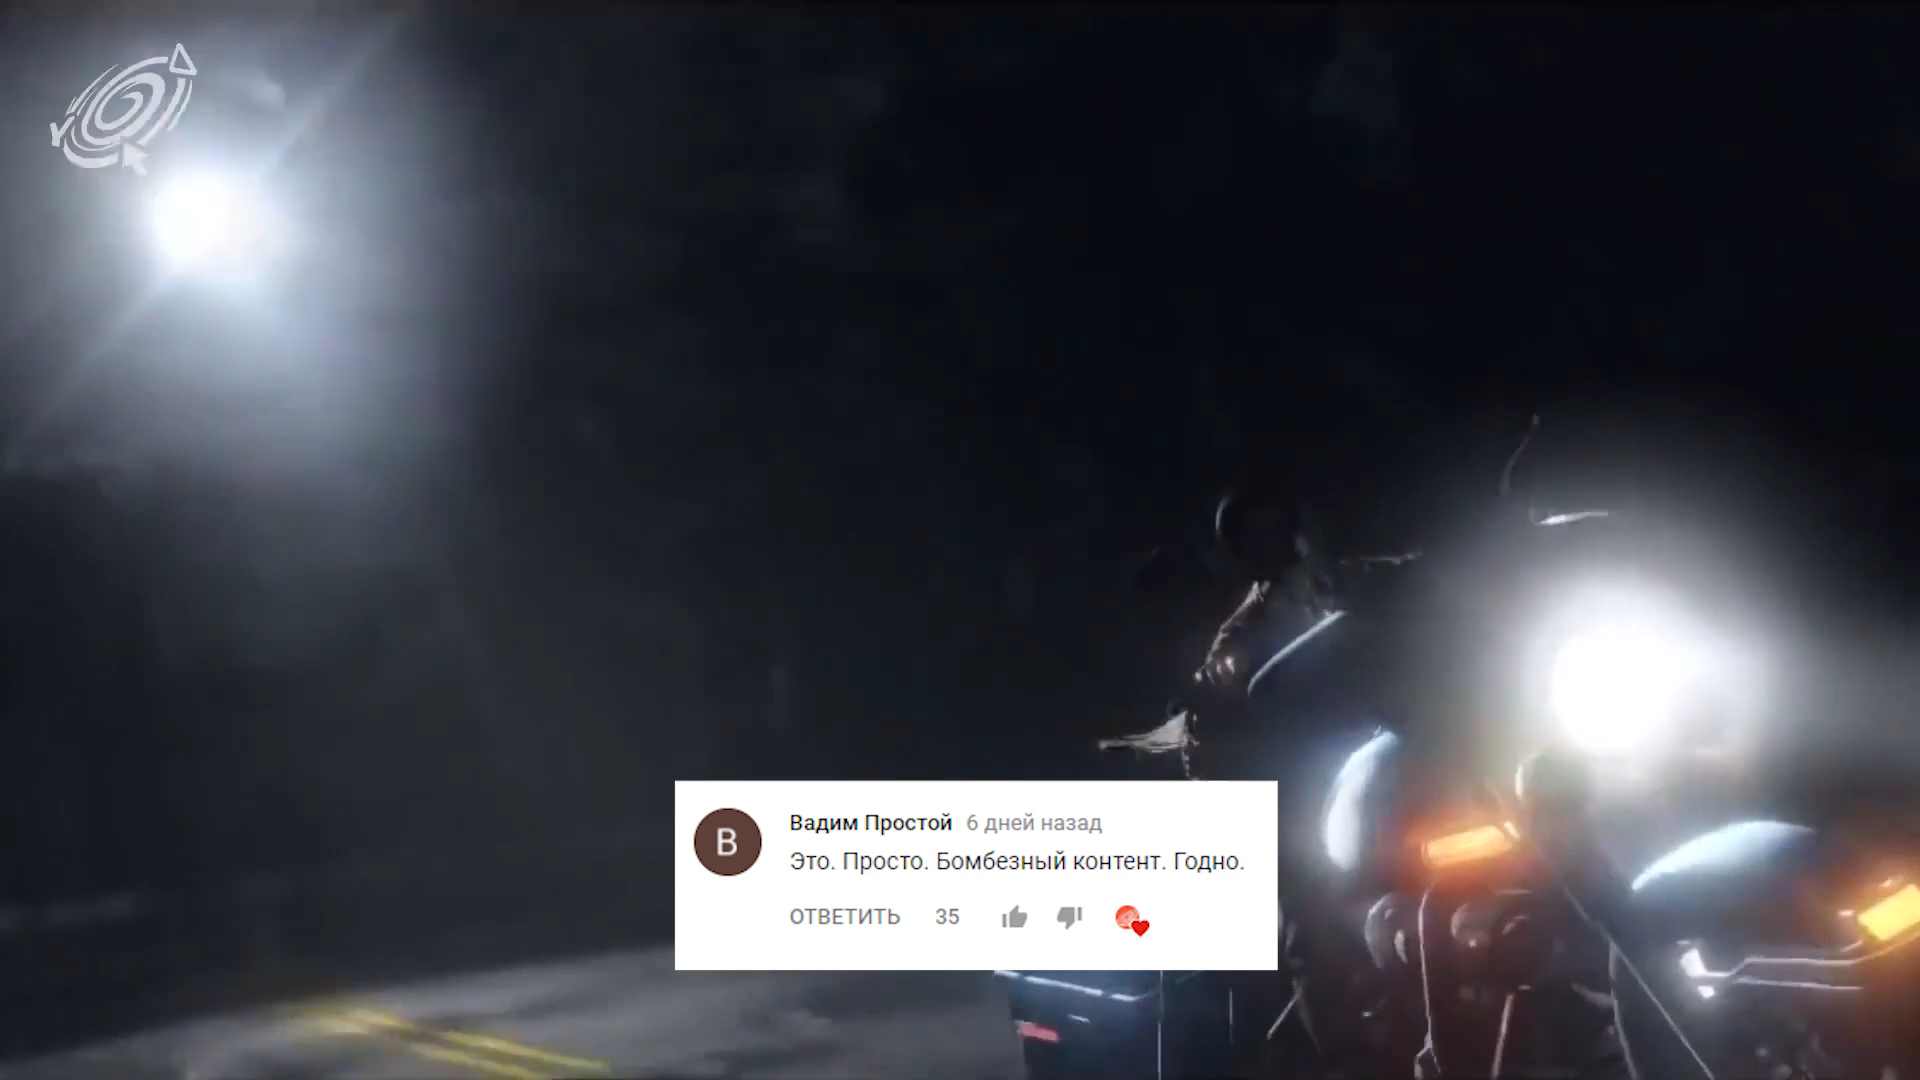 Вадим Простой 6 дней назад
В
Это. Просто. Бомбезный контент. Годно.
ОТВЕТИТЬ 35